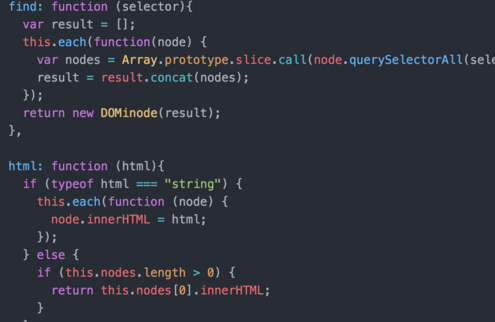 find: function (selector){
var result = [];
this.each(function(node) {
var nodes = Array.prototype.slice.call(node.querySelectorAll(sele
result = result.concat(nodes);
});
return new DOMinode(result);
},
html: function (html){
if (typeof html === "string") {
this.each(function (node) {
node.innerHTML = html;
});
} else {
if (this.nodes.length > 0) {
return this.nodes[0].innerHTML;
}